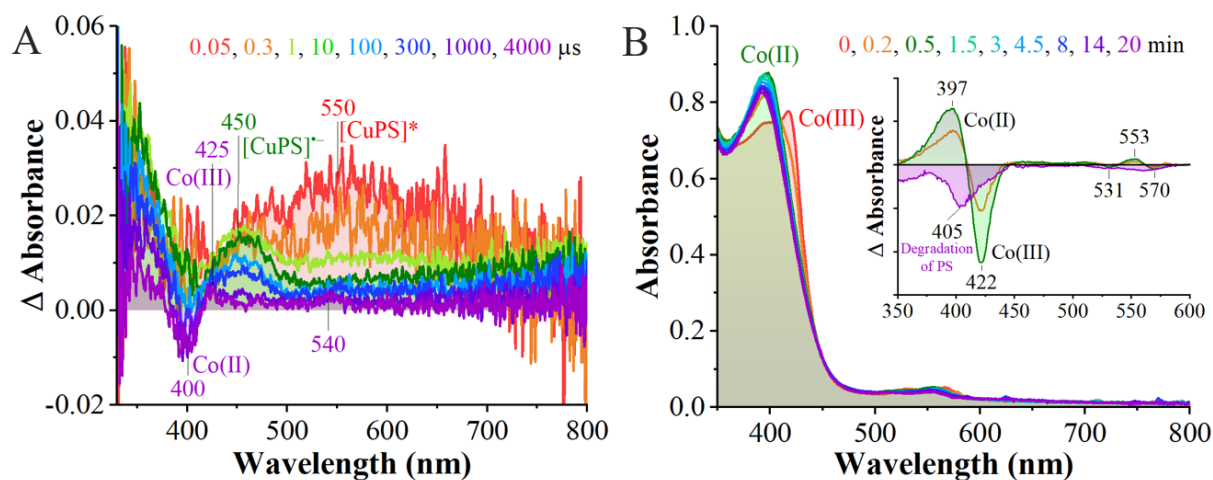 A
0.05, 0.3, 1, 10, 100, 300, 1000, 4000 μs
550
[CuPS]*
450
[CuPS]•–
425
Co(III)
Co(II)
400
540
0.06
0.04
0.02
0.00
-0.02
Δ Absorbance
400 500 600 700 800
Wavelength (nm)
B
0, 0.2, 0.5, 1.5, 3, 4.5, 8, 14, 20 min
Co(II)
Co(III)
1.0
0.8
0.6
0.4
0.2
0.0
Absorbance
400 500 600 700 800
Wavelength (nm)
397
Co(II)
553
531
570
405
Degradation
of PS
Co(III)
422
Δ Absorbance
350 400 450 500 550 600